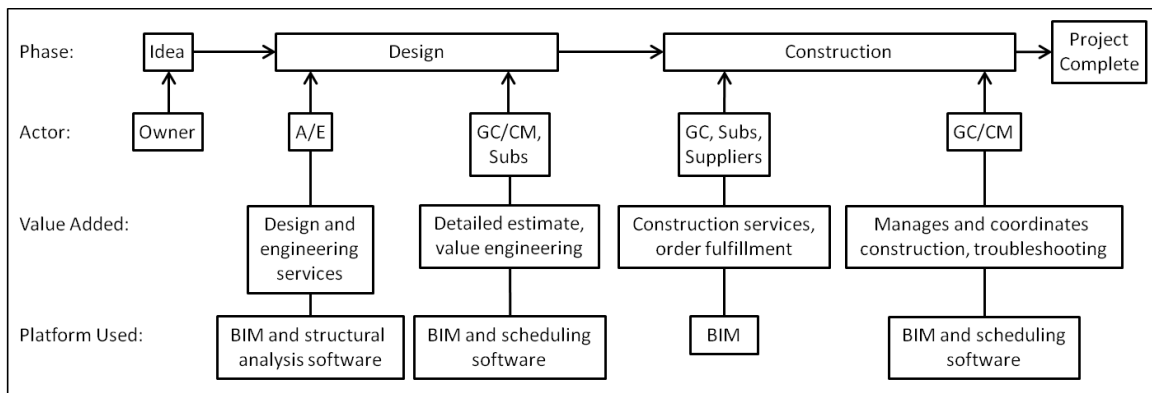 Phase:
Idea
Design
Construction
Project
Complete
Actor:
Owner
A/E
GC/CM,
Subs
GC, Subs,
Suppliers
GC/CM
Value Added:
Design and
engineering
services
Detailed estimate,
value engineering
Construction services,
order fulfillment
Manages and coordinates
construction, troubleshooting
Platform Used:
BIM and structural
analysis software
BIM and scheduling
software
BIM
BIM and scheduling
software